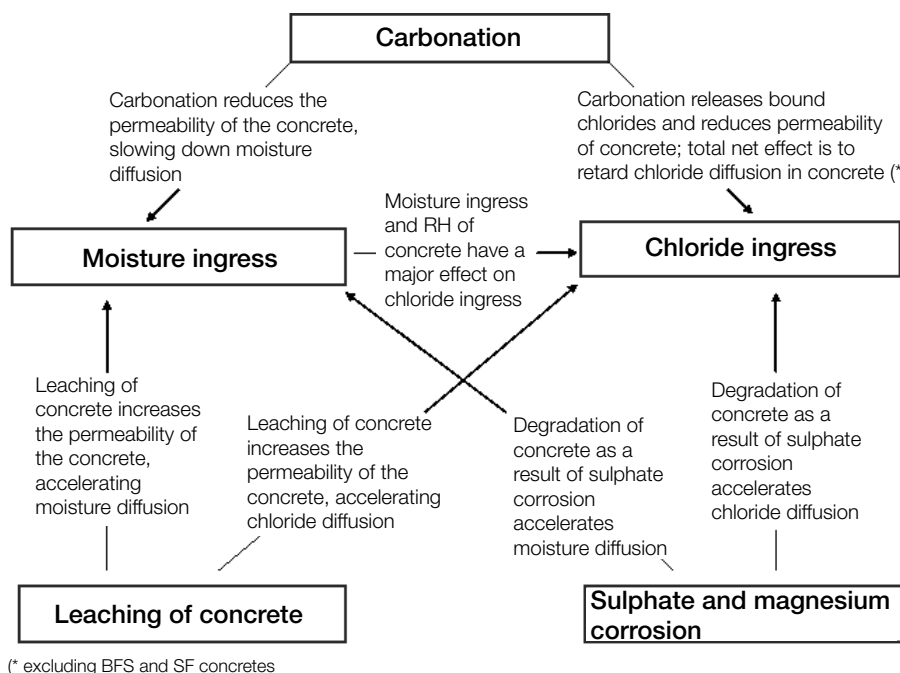 Carbonation
Carbonation reduces the
permeability of the concrete,
slowing down moisture
diffusion
Carbonation releases bound
chlorides and reduces permeability
of concrete; total net effect is to
retard chloride diffusion in concrete (*
Moisture ingress
Moisture ingress
and RH of
concrete have a
major effect on
chloride ingress
Chloride ingress
Leaching of
concrete increases
the permeability of
the concrete,
accelerating
moisture diffusion
Leaching of concrete
increases the
permeability of the
concrete, accelerating
chloride diffusion
Degradation of
concrete as a
result of sulphate
corrosion
accelerates
moisture diffusion
Degradation of
concrete as a
result of sulphate
corrosion
accelerates
chloride diffusion
Leaching of concrete
Sulphate and magnesium
corrosion
(* excluding BFS and SF concretes